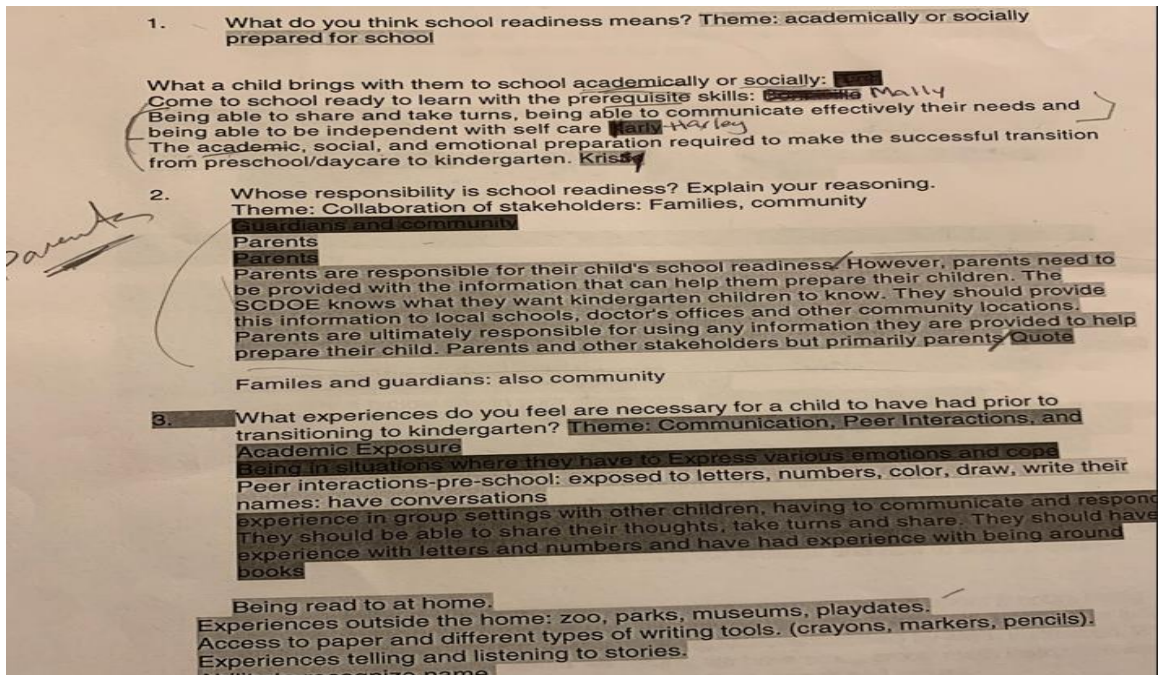 1. What do you think school readiness means? Theme: academically or socially
prepared for school
What a child brings with them to school academically or socially:
Come to school ready to learn with the prerequisite skills: Mally
Being able to share and take turns, being able to communicate effectively their needs and
being able to be independent with self care Harly Harley
The academic, social, and emotional preparation required to make the successful transition
from preschool/daycare to kindergarten. Krissy
2. Whose responsibility is school readiness? Explain your reasoning.
Theme: Collaboration of stakeholders: Families, community
Guardians and community
Parents
Parents
Parents
Parents are responsible for their child's school readiness. However, parents need to
be provided with the information that can help them prepare their children. The
SCDOE knows what they want kindergarten children to know. They should provide
this information to local schools, doctor's offices and other community locations.
Parents are ultimately responsible for using any information they are provided to help
prepare their child. Parents and other stakeholders but primarily parents Quote
Familes and guardians: also community
3. What experiences do you feel are necessary for a child to have had prior to
transitioning to kindergarten? Theme: Communication, Peer Interactions, and
Academic Exposure
Being in situations where they have to Express various emotions and cope
Peer interactions-pre-school: exposed to letters, numbers, color, draw, write their
names: have conversations
experience in group settings with other children, having to communicate and respond
They should be able to share their thoughts, take turns and share. They should have
experience with letters and numbers and have had experience with being around
books
Being read to at home.
Experiences outside the home: zoo, parks, museums, playdates.
Access to paper and different types of writing tools. (crayons, markers, pencils).
Experiences telling and listening to stories.
Ability to recognize name